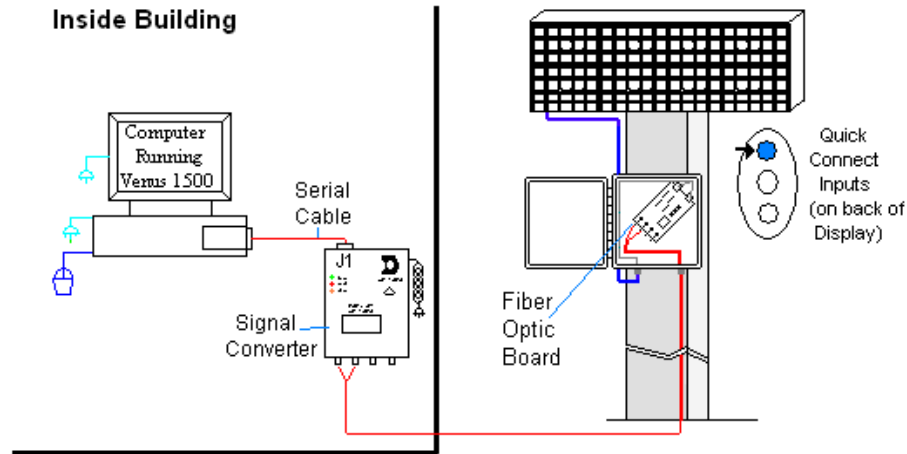 Inside Building
Computer
Running
Venus 1500
Serial
Cable
J1
Signal
Converter
Fiber
Optic
Board
Quick
Connect
Inputs
(on back of
Display)